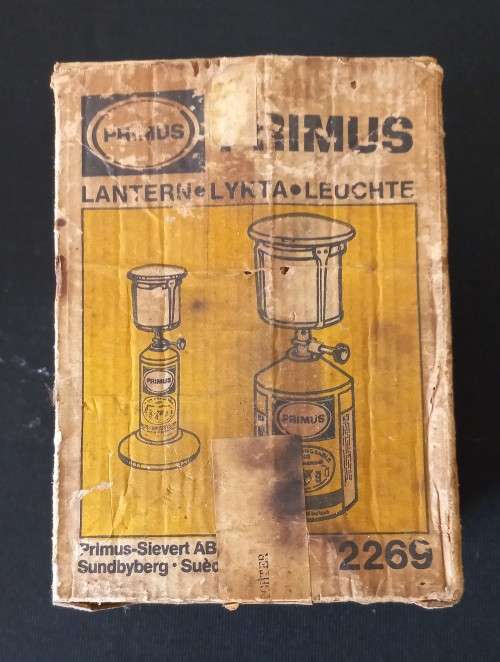 PRIMUS
PRIMUS
LANTERN•LYKTA•LEUCHTE
PRIMUS
PRIMUS
Primus-Sievert AB
Sundbyberg • Suèd
2269